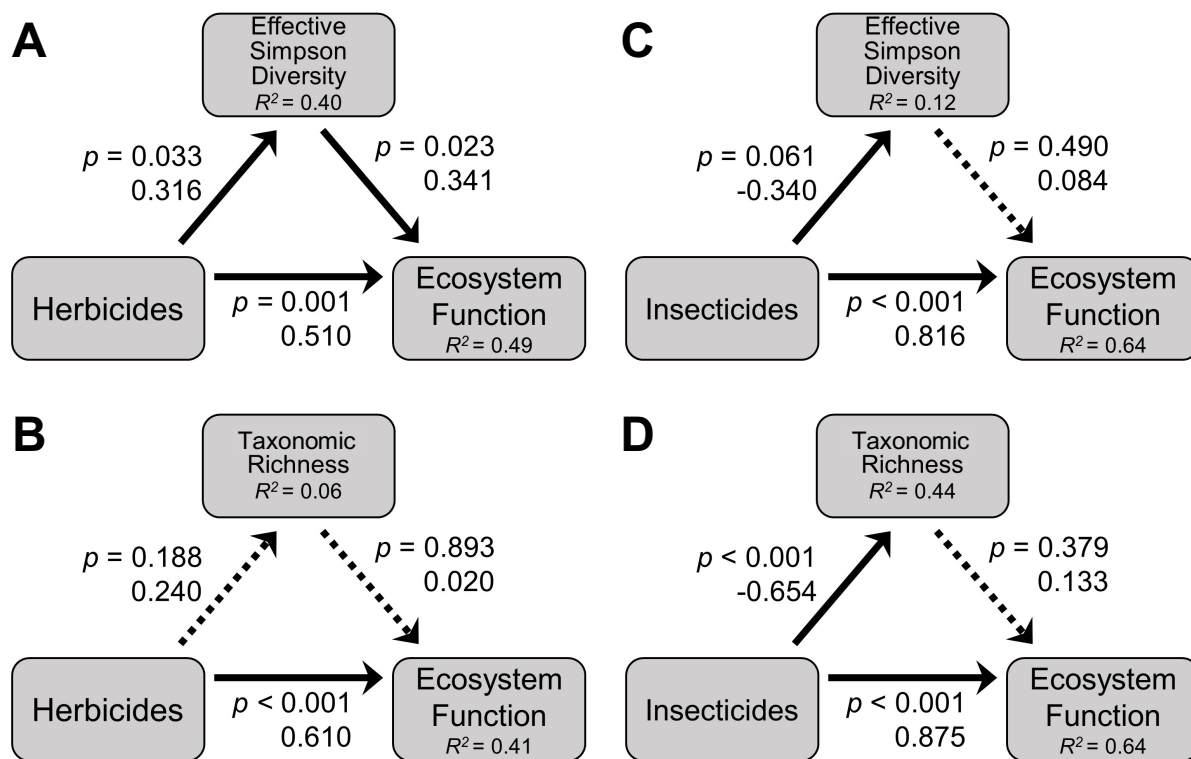 A
Effective
Simpson
Diversity
R² = 0.40
p = 0.033
0.316
p = 0.023
0.341
Herbicides
p = 0.001
0.510
Ecosystem
Function
R² = 0.49
C
Effective
Simpson
Diversity
R² = 0.12
p = 0.061
-0.340
p = 0.490
0.084
Insecticides
p < 0.001
0.816
Ecosystem
Function
R² = 0.64
B
Taxonomic
Richness
R² = 0.06
p = 0.188
0.240
p = 0.893
0.020
Herbicides
p < 0.001
0.610
Ecosystem
Function
R² = 0.41
D
Taxonomic
Richness
R² = 0.44
p < 0.001
-0.654
p = 0.379
0.133
Insecticides
p < 0.001
0.875
Ecosystem
Function
R² = 0.64